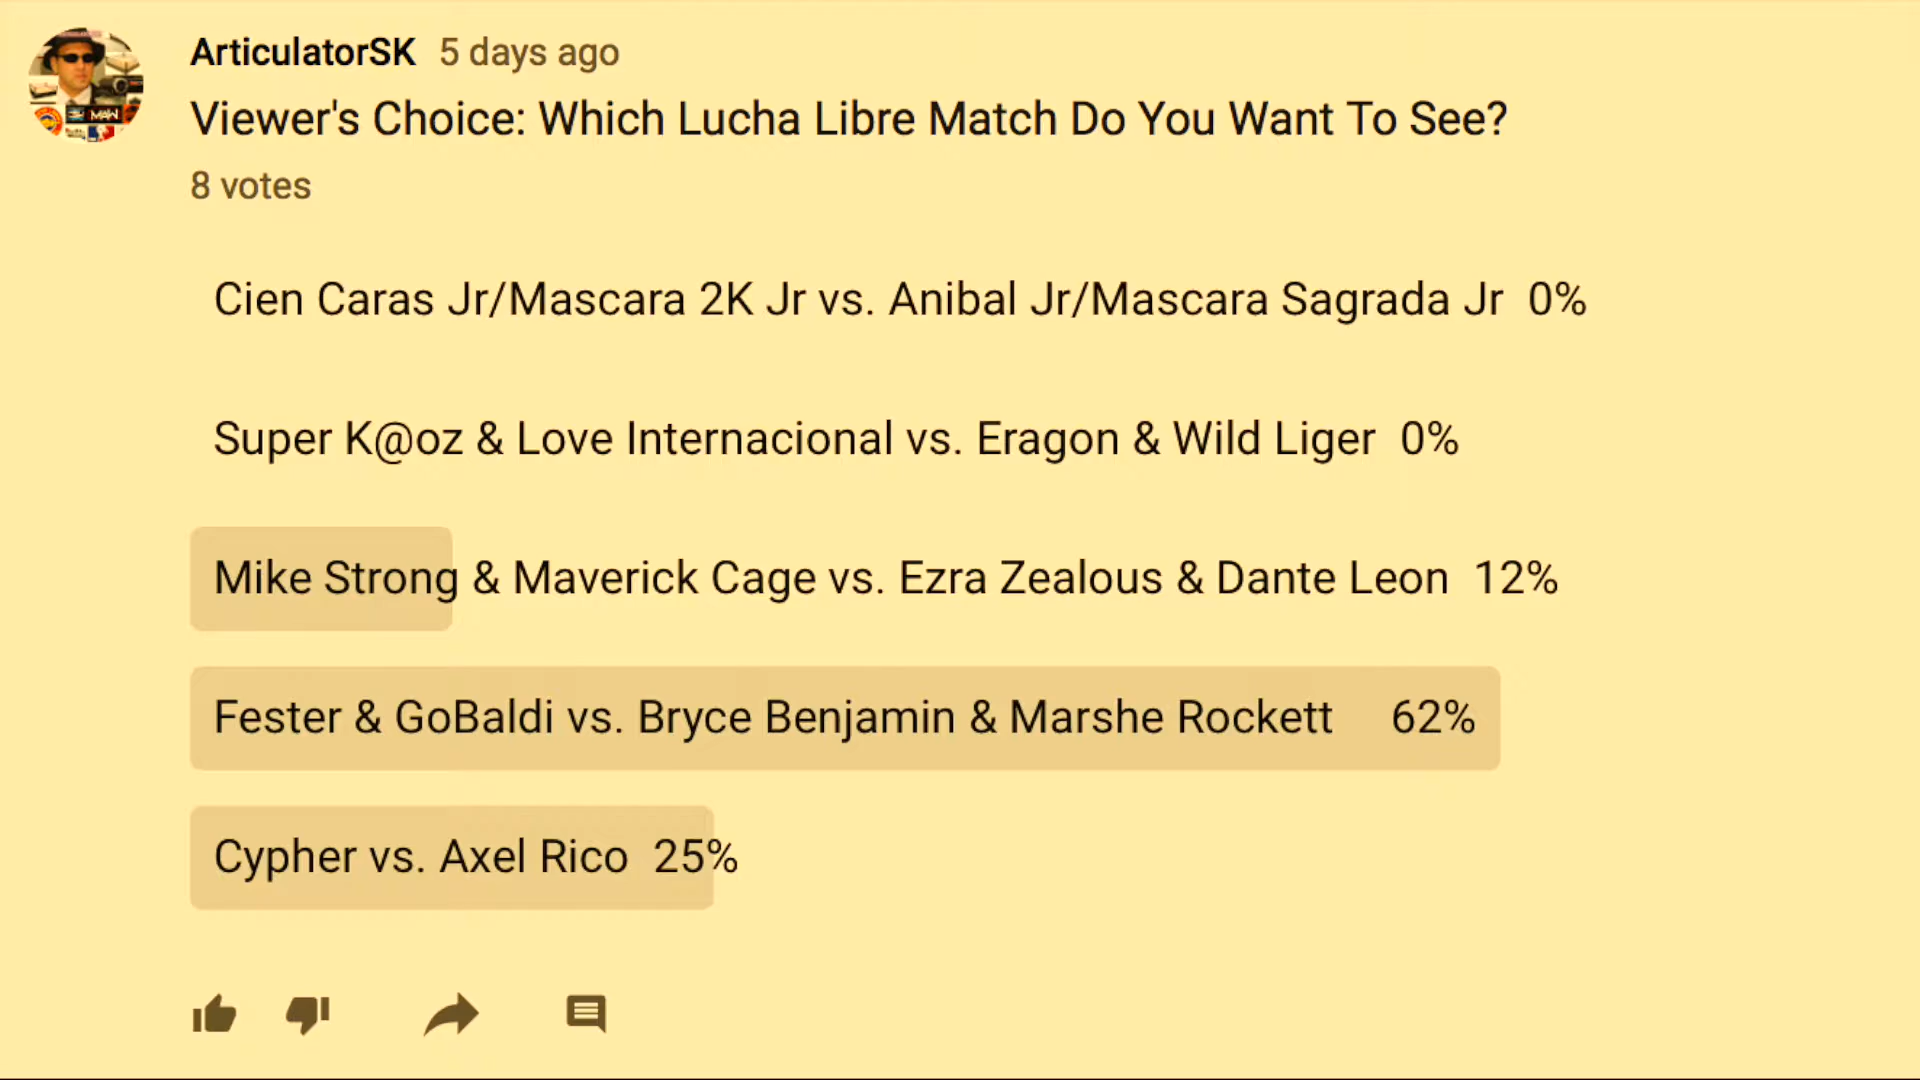 ArticulatorSK 5 days ago
Viewer's Choice: Which Lucha Libre Match Do You Want To See?
8 votes
Cien Caras Jr/Mascara 2K Jr vs. Anibal Jr/Mascara Sagrada Jr 0%
Super K@oz & Love Internacional vs. Eragon & Wild Liger 0%
Mike Strong & Maverick Cage vs. Ezra Zealous & Dante Leon 12%
Fester & GoBaldi vs. Bryce Benjamin & Marshe Rockett 62%
Cypher vs. Axel Rico 25%